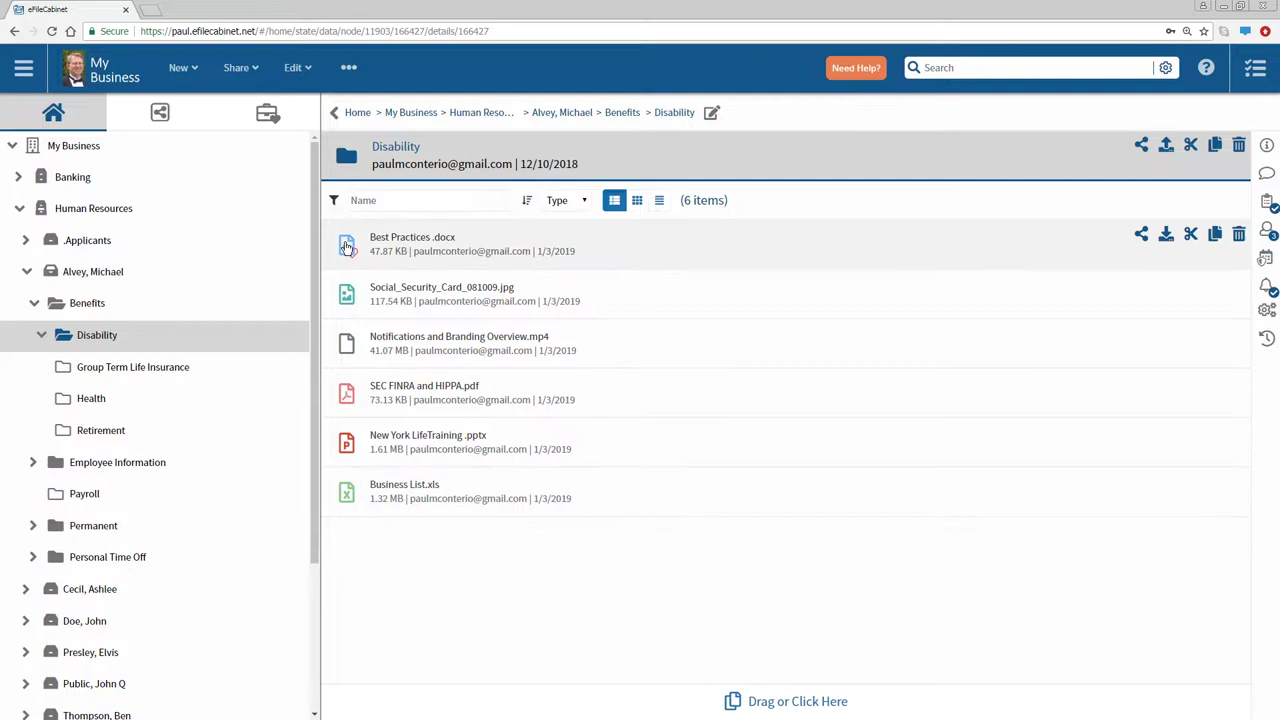 eFileCabinet
Secure | https://paul.efilecabinet.net/#/home/state/data/node/11903/166427/details/166427
My Business
New Share Edit
Need Help? Search
Home > My Business > Human Reso... > Alvey, Michael > Benefits > Disability
My Business
Banking
Human Resources
.Applicants
Alvey, Michael
Benefits
Disability
Group Term Life Insurance
Health
Retirement
Employee Information
Payroll
Permanent
Personal Time Off
Cecil, Ashlee
Doe, John
Presley, Elvis
Public, John Q
Thompson, Ben
Disability
paulmconterio@gmail.com | 12/10/2018
Name Type (6 items)
Best Practices .docx
47.87 KB | paulmconterio@gmail.com | 1/3/2019
Social_Security_Card_081009.jpg
117.54 KB | paulmconterio@gmail.com | 1/3/2019
Notifications and Branding Overview.mp4
41.07 MB | paulmconterio@gmail.com | 1/3/2019
SEC FINRA and HIPPA.pdf
73.13 KB | paulmconterio@gmail.com | 1/3/2019
New York LifeTraining .pptx
1.61 MB | paulmconterio@gmail.com | 1/3/2019
Business List.xls
1.32 MB | paulmconterio@gmail.com | 1/3/2019
Drag or Click Here